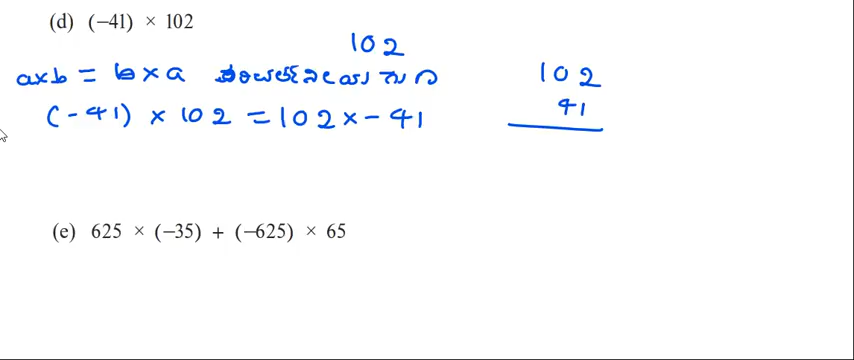 (d) (−41) × 102
102
a×b = b×a
102
(-41) × 102 = 102 × - 41
41
(e) 625 × (−35) + (−625) × 65